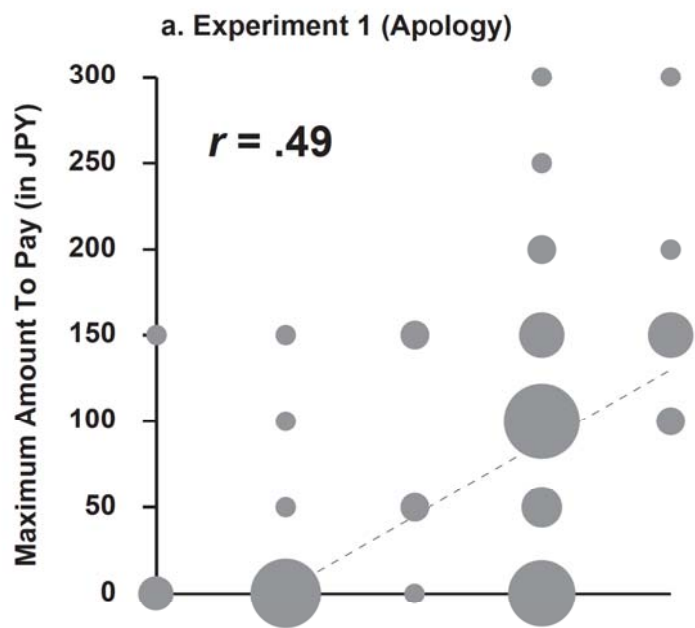 a. Experiment 1 (Apology)
Maximum Amount To Pay (in JPY)
300
r = .49
250
200
150
100
50
0